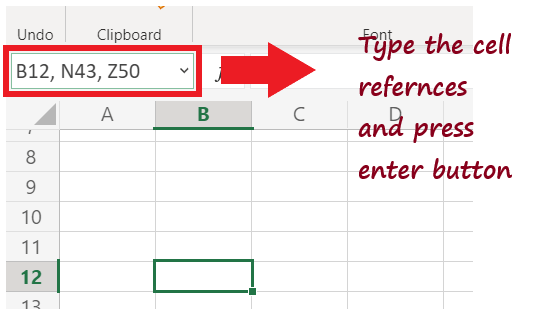 Undo
Clipboard
Font
B12, N43, Z50
Type the cell
refernces
and press
enter button
A B C D
8
9
10
11
12
13